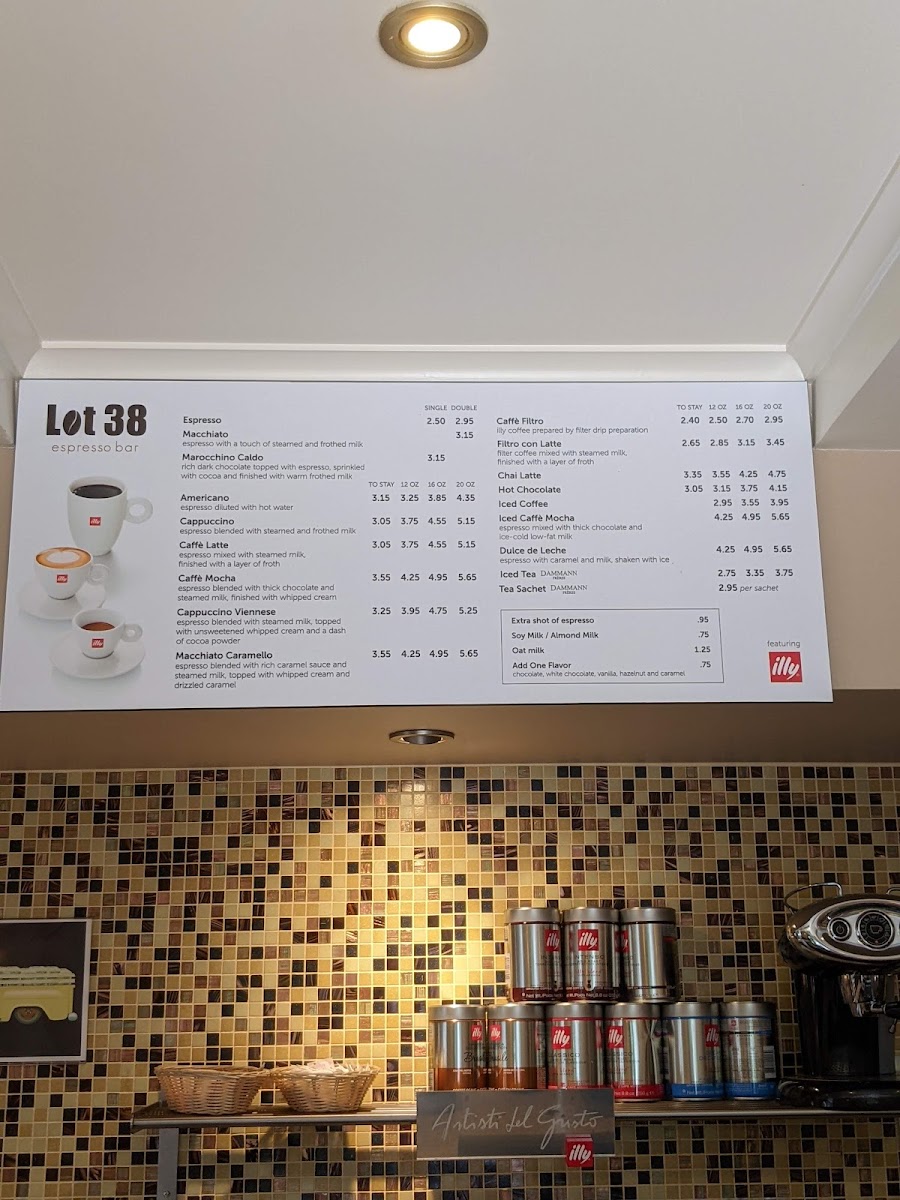 Lot 38
espresso bar
SINGLE DOUBLE
Espresso 2.50 2.95
Macchiato 3.15
espresso with a touch of steamed and frothed milk
Marocchino Caldo 3.15
rich dark chocolate topped with espresso, sprinkled
with cocoa and finished with warm frothed milk
TO STAY 12 OZ 16 OZ 20 OZ
Americano 3.15 3.25 3.85 4.35
espresso diluted with hot water
Cappuccino 3.05 3.75 4.55 5.15
espresso blended with steamed and frothed milk
Caffè Latte 3.05 3.75 4.55 5.15
espresso mixed with steamed milk,
finished with a layer of froth
Caffè Mocha 3.55 4.25 4.95 5.65
espresso blended with thick chocolate and
steamed milk, finished with whipped cream
Cappuccino Viennese 3.25 3.95 4.75 5.25
espresso blended with steamed milk, topped
with unsweetened whipped cream and a dash
of cocoa powder
Macchiato Caramello 3.55 4.25 4.95 5.65
espresso blended with rich caramel sauce and
steamed milk, topped with whipped cream and
drizzled caramel
TO STAY 12 OZ 16 OZ 20 OZ
Caffè Filtro 2.40 2.50 2.70 2.95
illy coffee prepared by filter drip preparation
Filtro con Latte 2.65 2.85 3.15 3.45
filter coffee mixed with steamed milk,
finished with a layer of froth
Chai Latte 3.35 3.55 4.25 4.75
Hot Chocolate 3.05 3.15 3.75 4.15
Iced Coffee 2.95 3.55 3.95
Iced Caffè Mocha 4.25 4.95 5.65
espresso mixed with thick chocolate and
ice-cold low-fat milk
Dulce de Leche 4.25 4.95 5.65
espresso with caramel and milk, shaken with ice
Iced Tea DAMMANN 2.75 3.35 3.75
Tea Sachet DAMMANN 2.95 per sachet
Extra shot of espresso .95
Soy Milk / Almond Milk .75
Oat milk 1.25
Add One Flavor .75
chocolate, white chocolate, vanilla, hazelnut and caramel
featuring
illy
illy
illy
illy
illy
illy
illy
illy
illy
illy
illy
illy
CLASSICO
Artisti del Gusto
illy